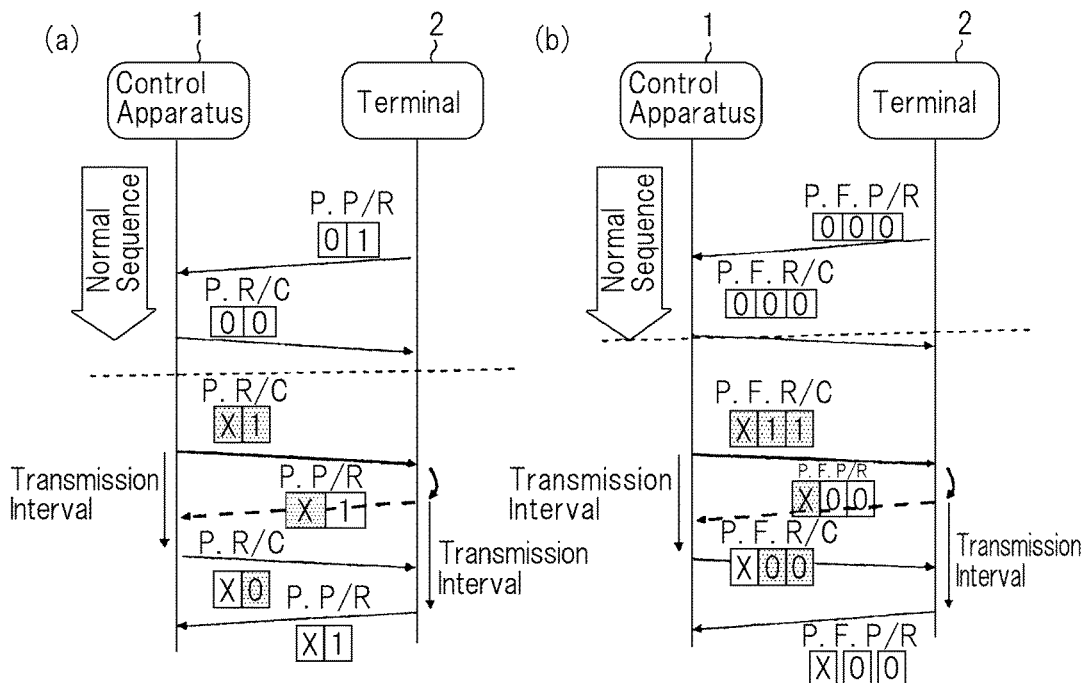 (a)
1
2
Control
Apparatus
Terminal
Normal
Sequence
P. P/R
0 1
P. R/C
0 0
P. R/C
X 1
Transmission
Interval
P. P/R
X 1
P. R/C
X 0
Transmission
Interval
P. P/R
X 1
(b)
1
2
Control
Apparatus
Terminal
Normal
Sequence
P. F. P/R
0 0 0
P. F. R/C
0 0 0
P. F. R/C
X 1 1
Transmission
Interval
P. F. P/R
X 0 0
P. F. R/C
X 0 0
Transmission
Interval
P. F. P/R
X 0 0